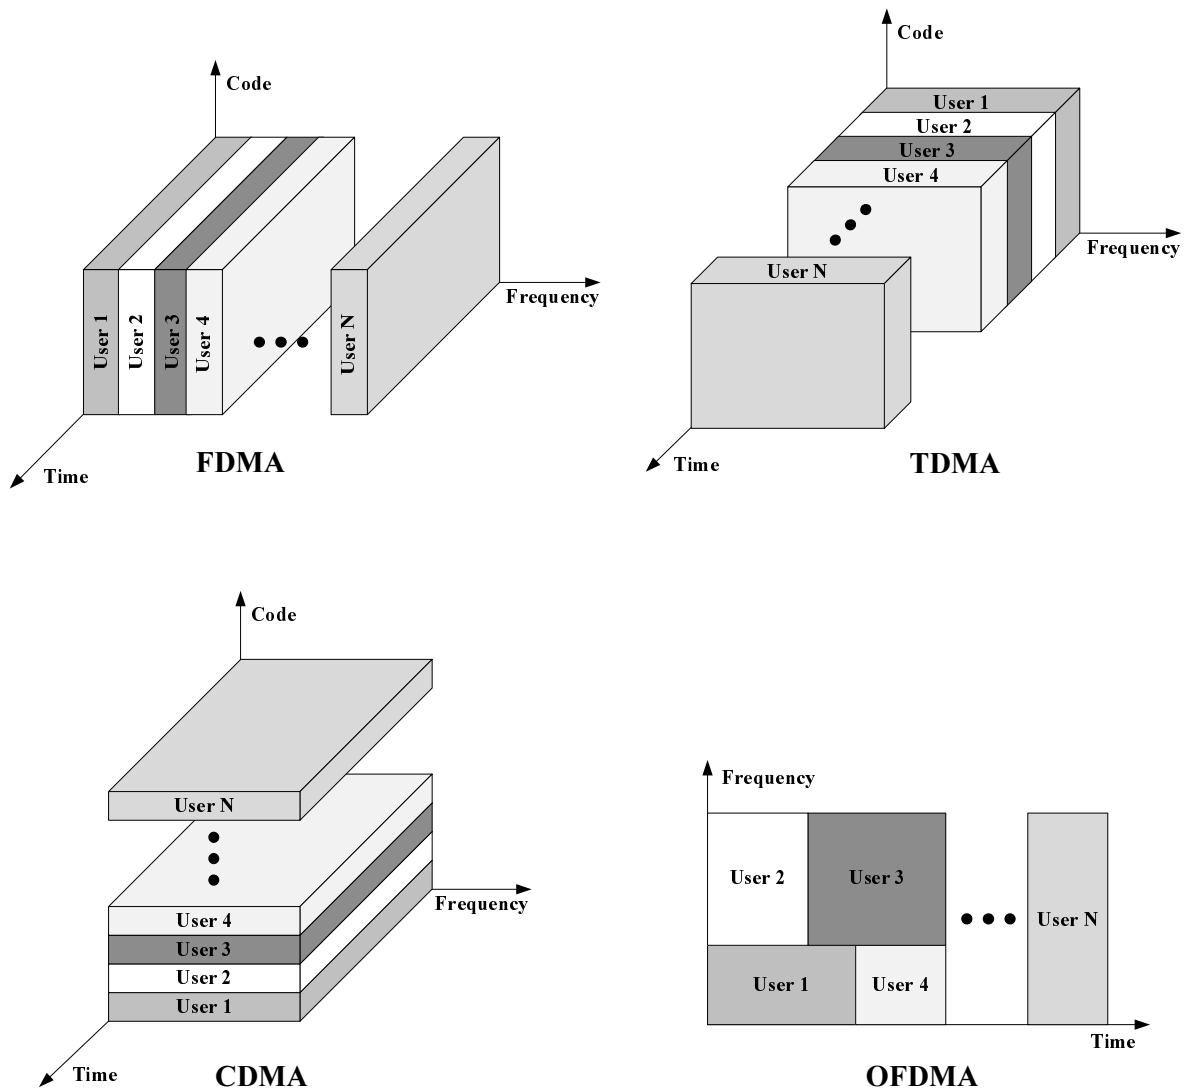 Code
User 1
User 2
User 3
User 4
User N
Frequency
Time
FDMA
Code
User 1
User 2
User 3
User 4
User N
Frequency
Time
TDMA
Code
User N
User 4
User 3
User 2
User 1
Frequency
Time
CDMA
Frequency
User 2
User 3
User N
User 1
User 4
Time
OFDMA